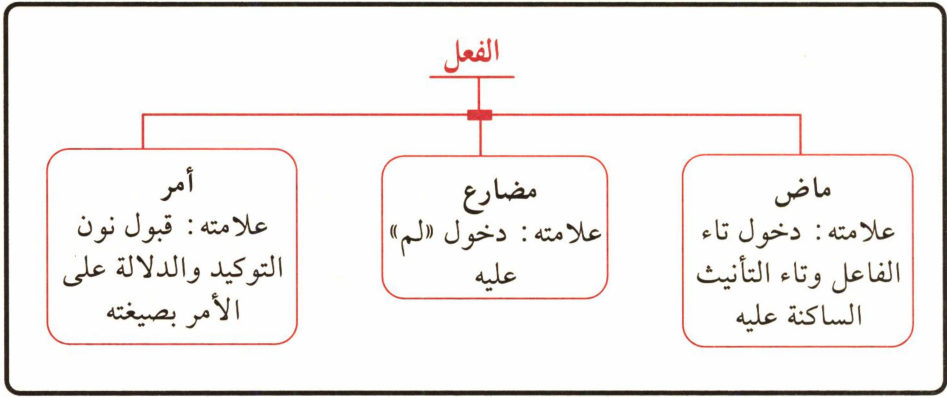 الفعل
ماض
علامته: دخول تاء
الفاعل وتاء التأنيث
الساكنة عليه
مضارع
علامته: دخول «لم»
عليه
أمر
علامته: قبول نون
التوكيد والدلالة على
الأمر بصيغته